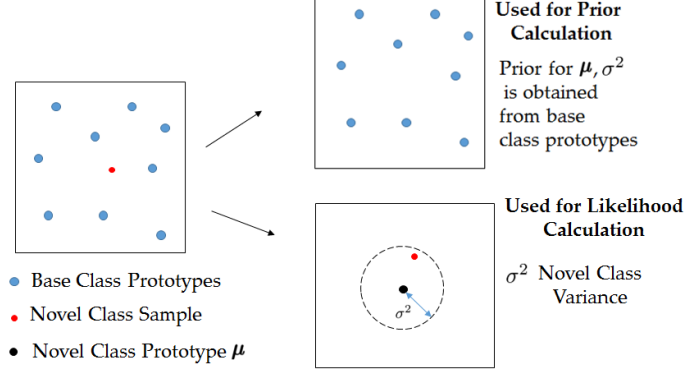 Used for Prior
Calculation
Prior for μ, σ²
is obtained
from base
class prototypes
Used for Likelihood
Calculation
σ² Novel Class
Variance
σ²
Base Class Prototypes
Novel Class Sample
Novel Class Prototype μ